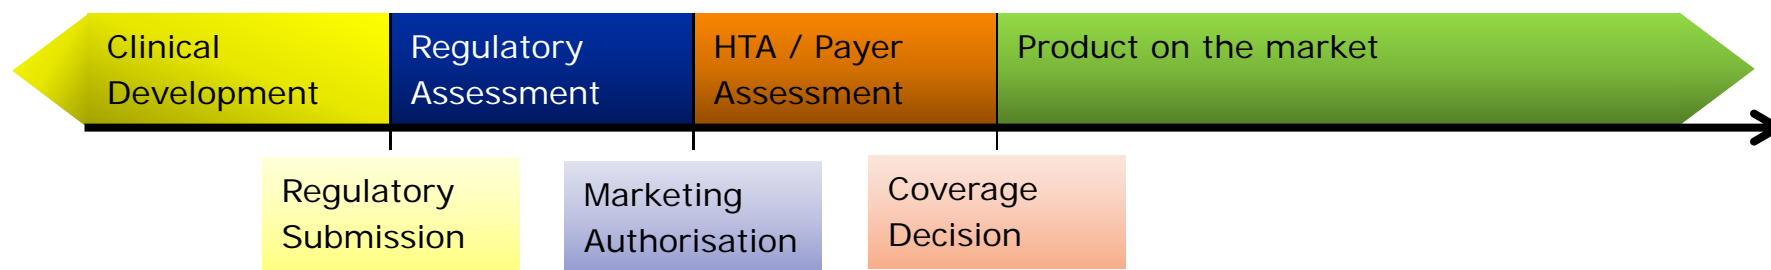 Clinical
Development
Regulatory
Assessment
HTA / Payer
Assessment
Product on the market
Regulatory
Submission
Marketing
Authorisation
Coverage
Decision